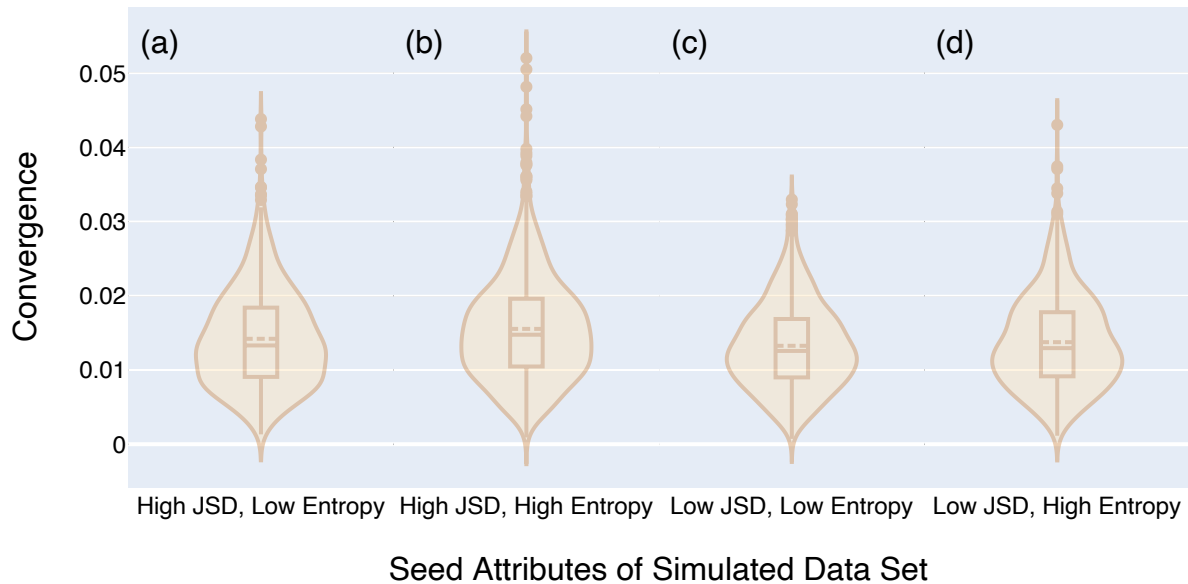 (a)
(b)
(c)
(d)
0.05
0.04
0.03
0.02
0.01
0
Convergence
High JSD, Low Entropy
High JSD, High Entropy
Low JSD, Low Entropy
Low JSD, High Entropy
Seed Attributes of Simulated Data Set